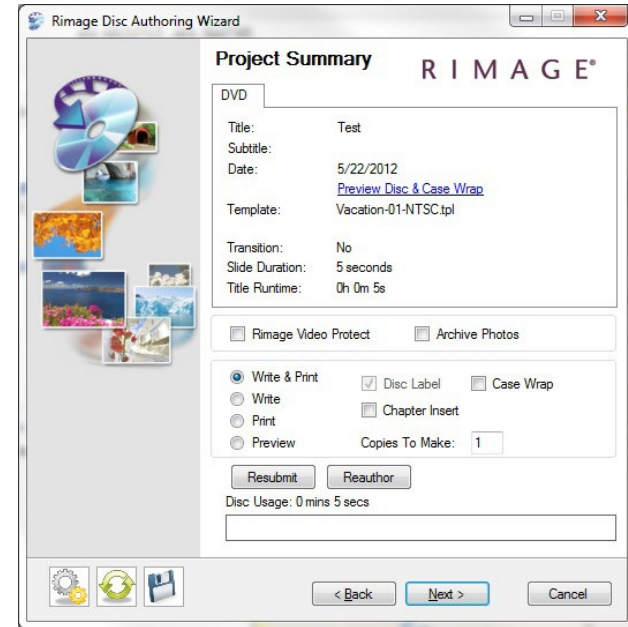 Rimage Disc Authoring Wizard
Project Summary
RIMAGE®
DVD
Title: Test
Subtitle:
Date: 5/22/2012
Preview Disc & Case Wrap
Template: Vacation-01-NTSC.tpl
Transition: No
Slide Duration: 5 seconds
Title Runtime: 0h 0m 5s
Rimage Video Protect Archive Photos
Write & Print Disc Label Case Wrap
Write
Chapter Insert
Print
Preview Copies To Make: 1
Resubmit Reauthor
Disc Usage: 0 mins 5 secs
< Back Next > Cancel